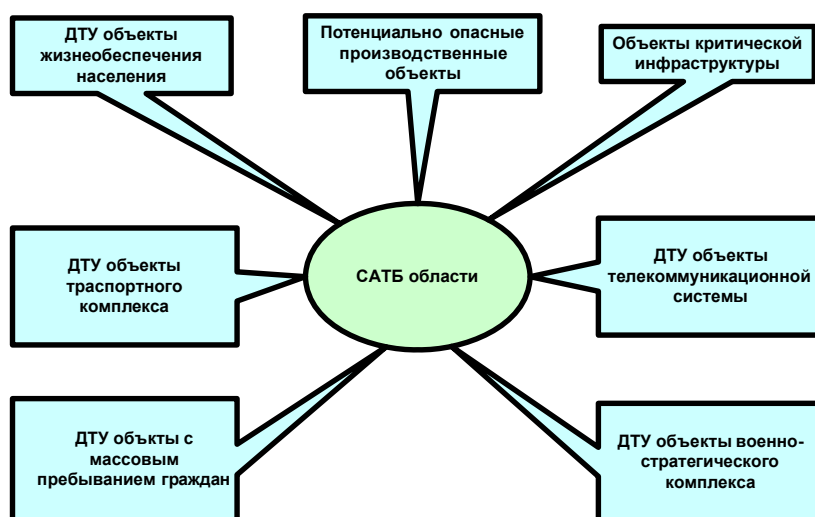 ДТУ объекты
жизнеобеспечения
населения
Потенциально опасные
производственные
объекты
Объекты критической
инфраструктуры
ДТУ объекты
траспортного
комплекса
САТБ области
ДТУ объекты
телекоммуникационной
системы
ДТУ объкты с
массовым
пребыванием граждан
ДТУ объекты военно-
стратегического
комплекса